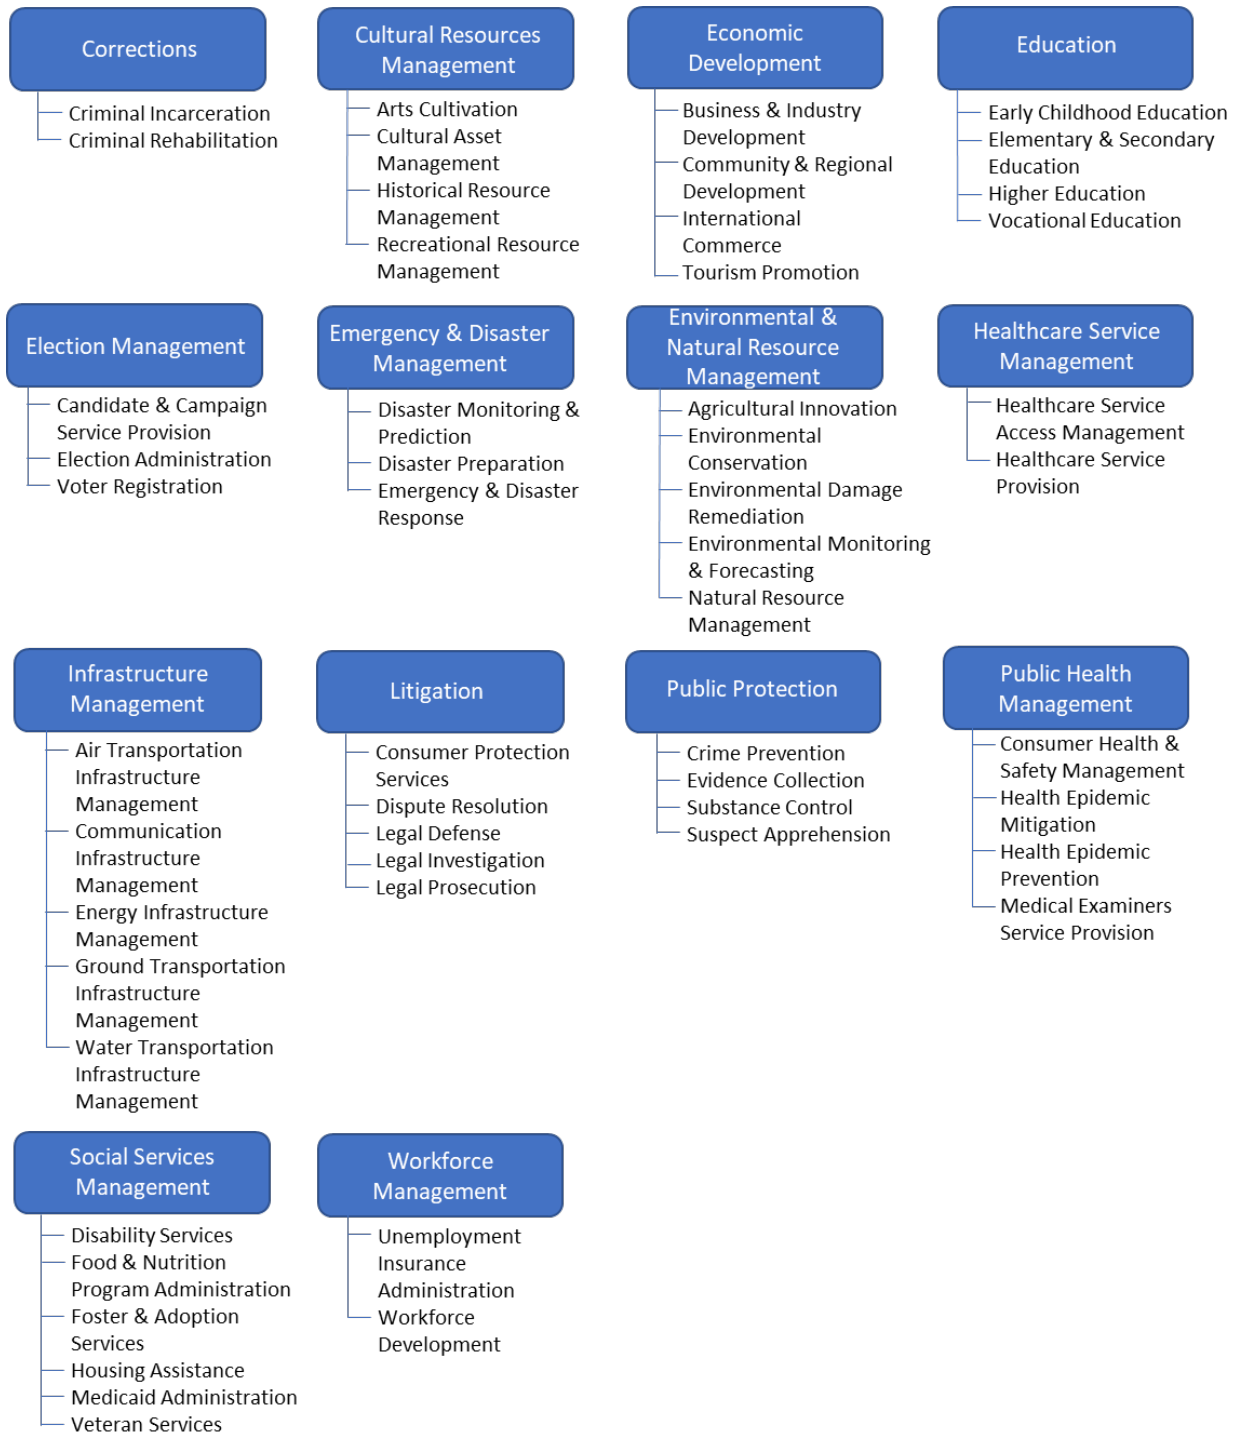 Corrections
Criminal Incarceration
Criminal Rehabilitation
Cultural Resources
Management
Arts Cultivation
Cultural Asset
Management
Historical Resource
Management
Recreational Resource
Management
Economic
Development
Business & Industry
Development
Community & Regional
Development
International
Commerce
Tourism Promotion
Education
Early Childhood Education
Elementary & Secondary
Education
Higher Education
Vocational Education
Election Management
Candidate & Campaign
Service Provision
Election Administration
Voter Registration
Emergency & Disaster
Management
Disaster Monitoring &
Prediction
Disaster Preparation
Emergency & Disaster
Response
Environmental &
Natural Resource
Management
Agricultural Innovation
Environmental
Conservation
Environmental Damage
Remediation
Environmental Monitoring
& Forecasting
Natural Resource
Management
Healthcare Service
Management
Healthcare Service
Access Management
Healthcare Service
Provision
Infrastructure
Management
Air Transportation
Infrastructure
Management
Communication
Infrastructure
Management
Energy Infrastructure
Management
Ground Transportation
Infrastructure
Management
Water Transportation
Infrastructure
Management
Litigation
Consumer Protection
Services
Dispute Resolution
Legal Defense
Legal Investigation
Legal Prosecution
Public Protection
Crime Prevention
Evidence Collection
Substance Control
Suspect Apprehension
Public Health
Management
Consumer Health &
Safety Management
Health Epidemic
Mitigation
Health Epidemic
Prevention
Medical Examiners
Service Provision
Social Services
Management
Disability Services
Food & Nutrition
Program Administration
Foster & Adoption
Services
Housing Assistance
Medicaid Administration
Veteran Services
Workforce
Management
Unemployment
Insurance
Administration
Workforce
Development